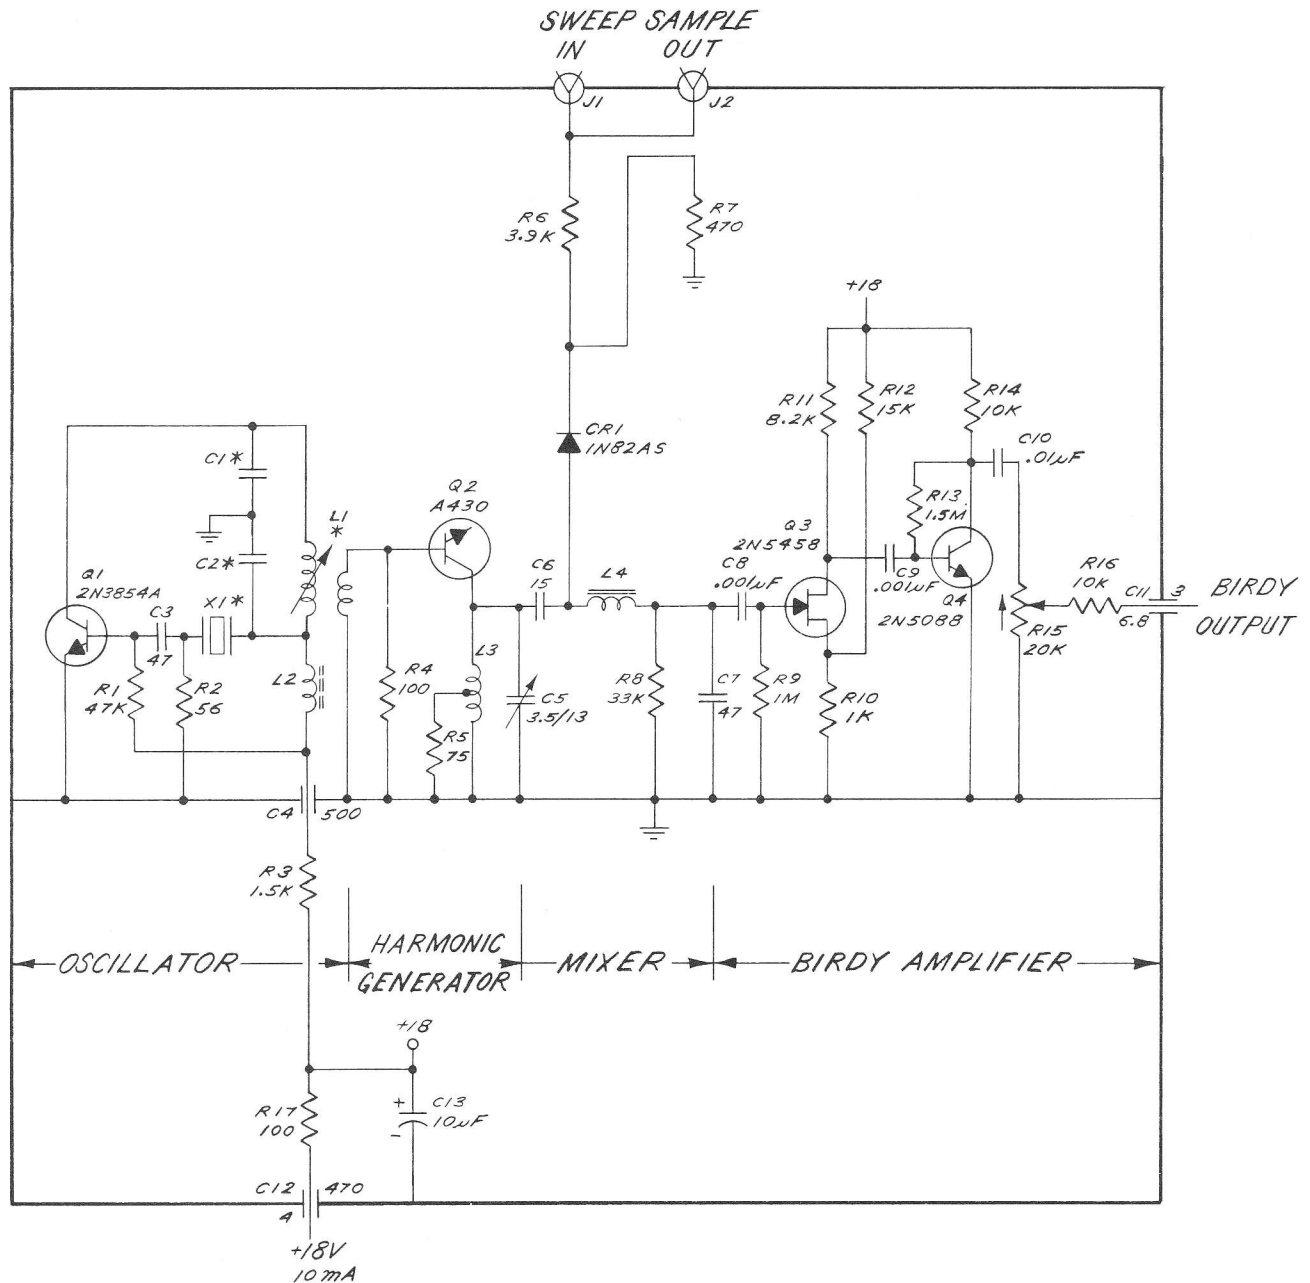 SWEEP SAMPLE
IN OUT
J1 J2
R6
3.9K
R7
470
+18
R11
8.2K
R12
15K
R14
10K
C10
.01µF
CR1
1N82AS
C1*
C2*
L1
*
Q2
A430
R13
1.5M
Q3
2N5458
Q1
2N3854A
X1*
C3
47
C6
15
L4
C8
.001µF
C9
.001µF
Q4
2N5088
R16
10K
C11 3
6.8
BIRDY
OUTPUT
R15
20K
R1
47K
R2
56
L2
R4
100
L3
R5
75
C5
3.5/13
R8
33K
C7
47
R9
1M
R10
1K
C4 500
R3
1.5K
OSCILLATOR
HARMONIC
GENERATOR
MIXER
BIRDY AMPLIFIER
+18
R17
100
+
C13
10µF
-
C12 470
4
+18V
10mA